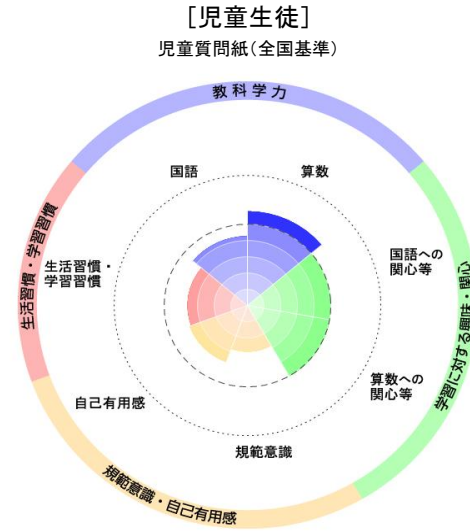 [児童生徒]
児童質問紙(全国基準)
教科学力
国語
算数
生活習慣・学習習慣
生活習慣・
学習習慣
国語への
関心等
学習に対する興味・関心
算数への
関心等
自己有用感
規範意識
規範意識・自己有用感